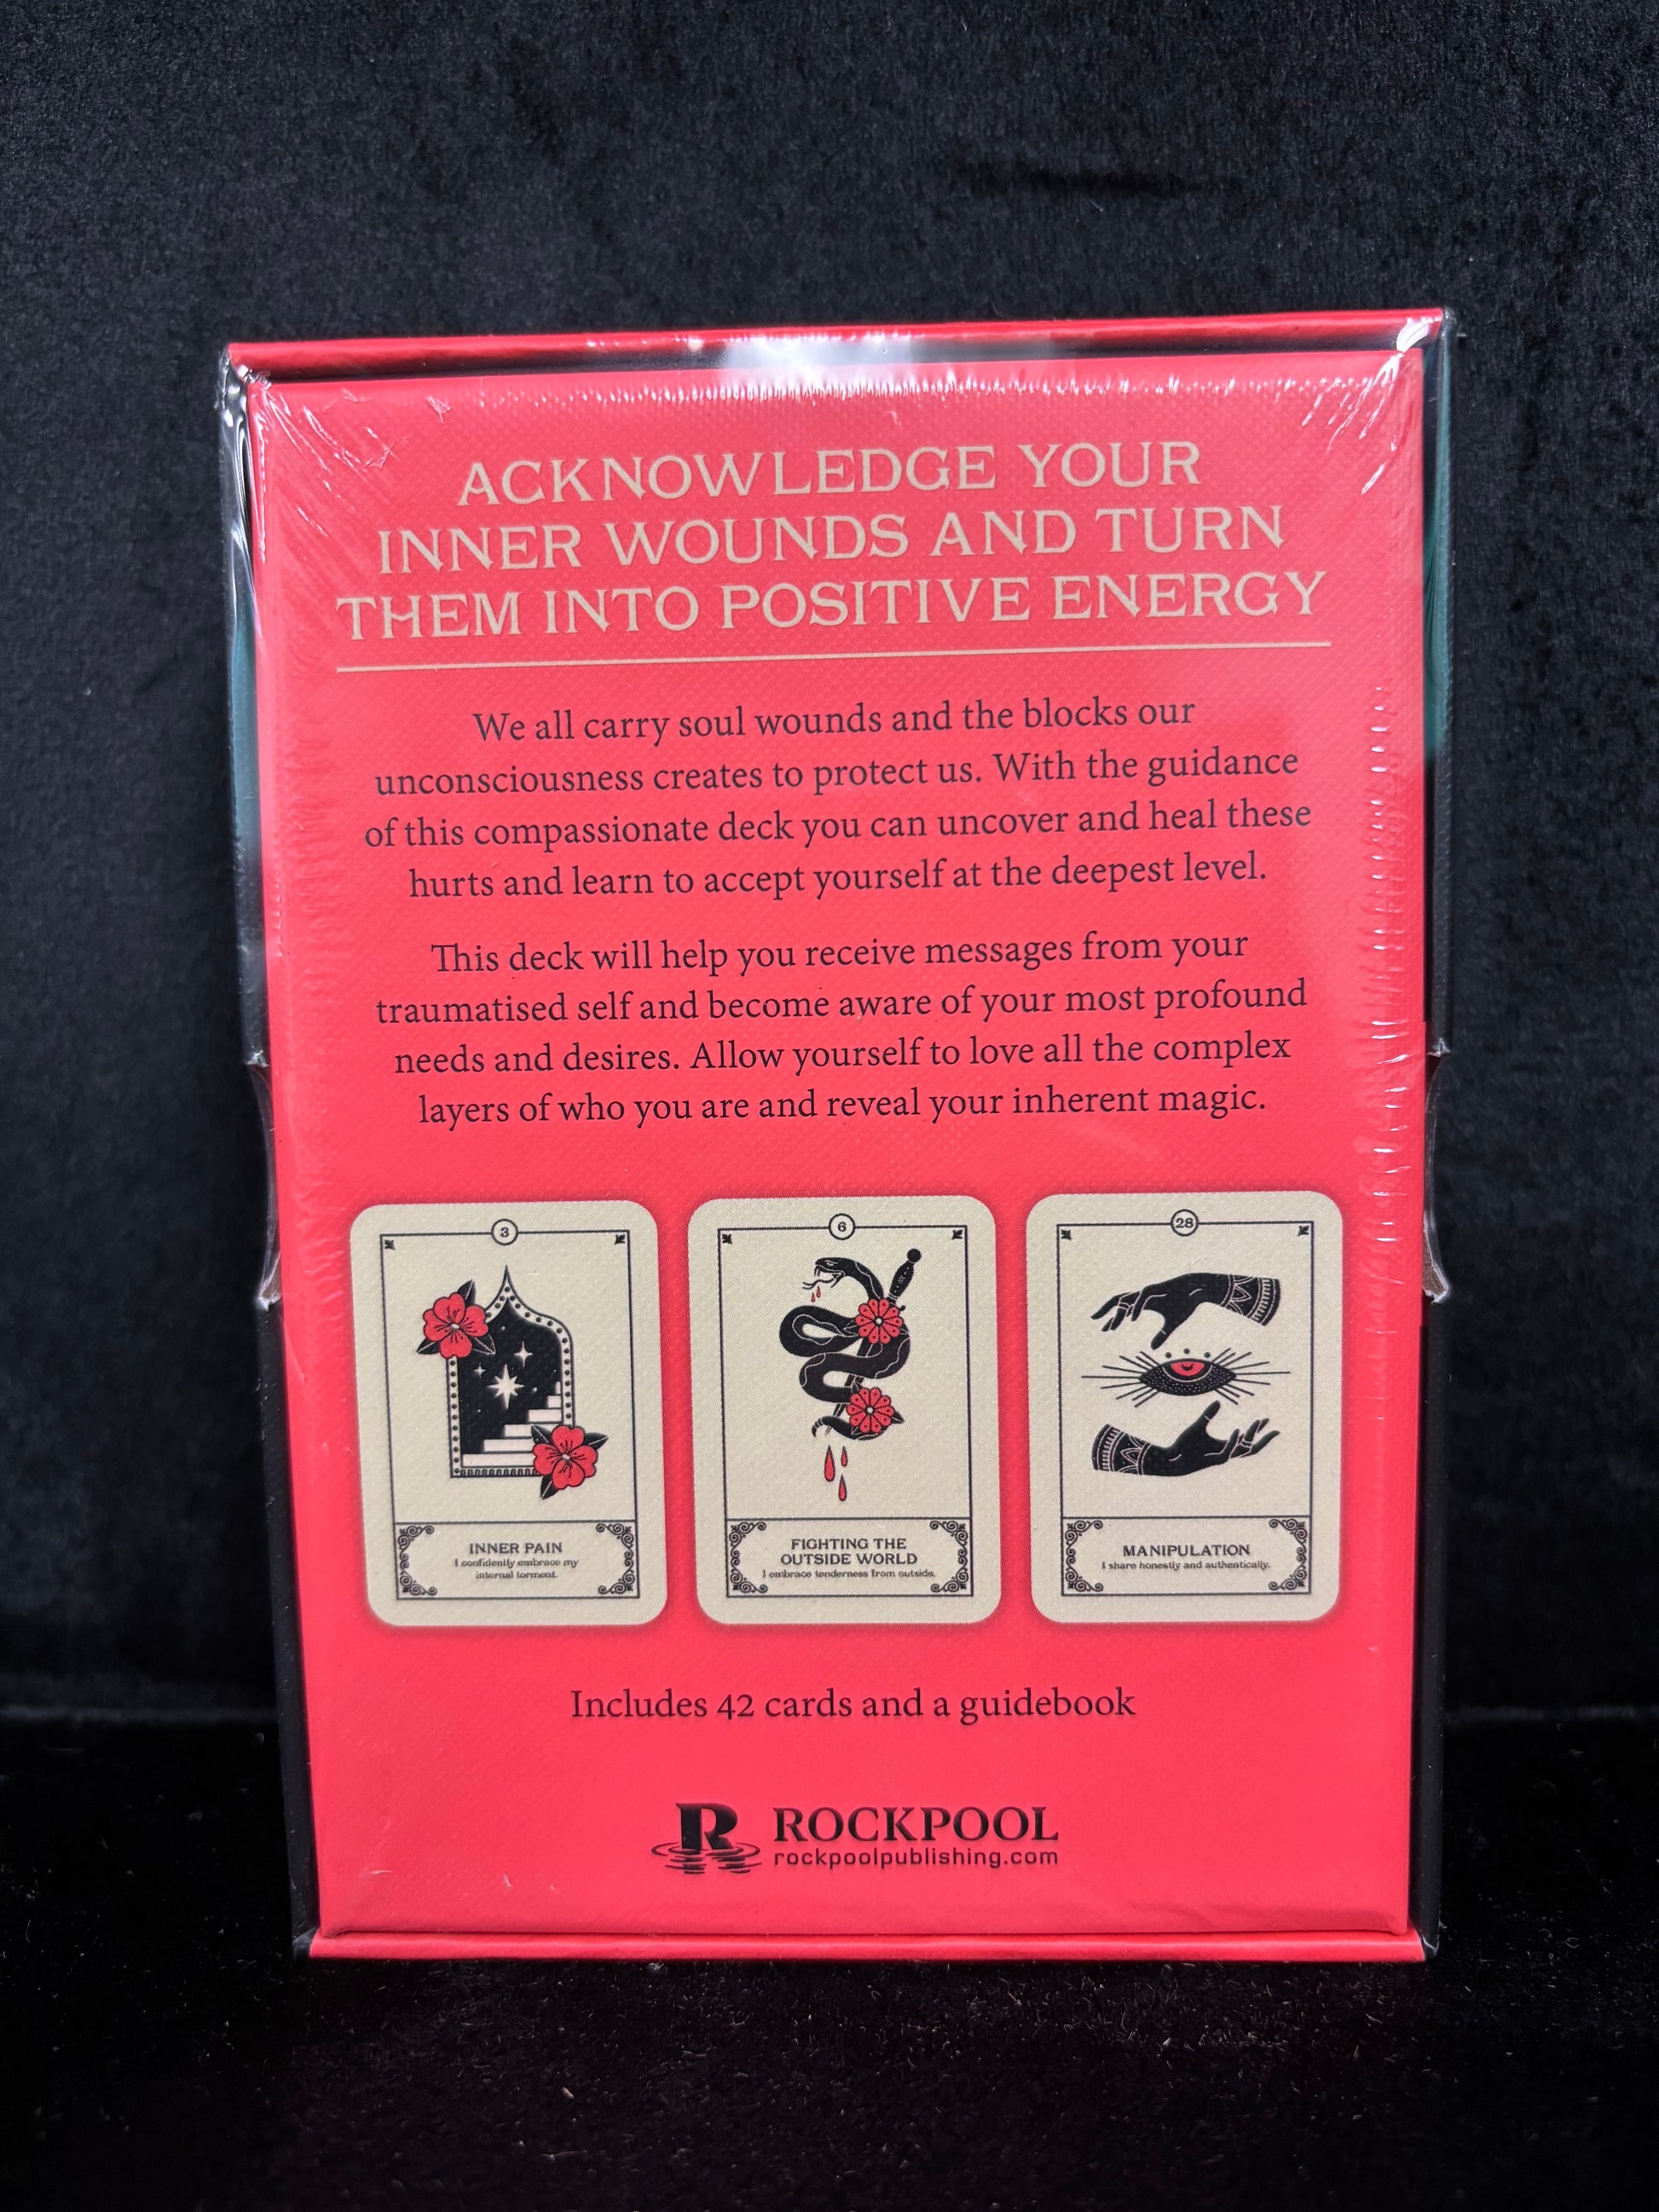 ACKNOWLEDGE YOUR
INNER WOUNDS AND TURN
THEM INTO POSITIVE ENERGY
We all carry soul wounds and the blocks our
unconsciousness creates to protect us. With the guidance
of this compassionate deck you can uncover and heal these
hurts and learn to accept yourself at the deepest level.
This deck will help you receive messages from your
traumatised self and become aware of your most profound
needs and desires. Allow yourself to love all the complex
layers of who you are and reveal your inherent magic.
3
INNER PAIN
I confidently embrace my
internal torment.
6
FIGHTING THE
OUTSIDE WORLD
I embrace tenderness from outside.
28
MANIPULATION
I share honestly and authentically.
Includes 42 cards and a guidebook
R ROCKPOOL
rockpoolpublishing.com